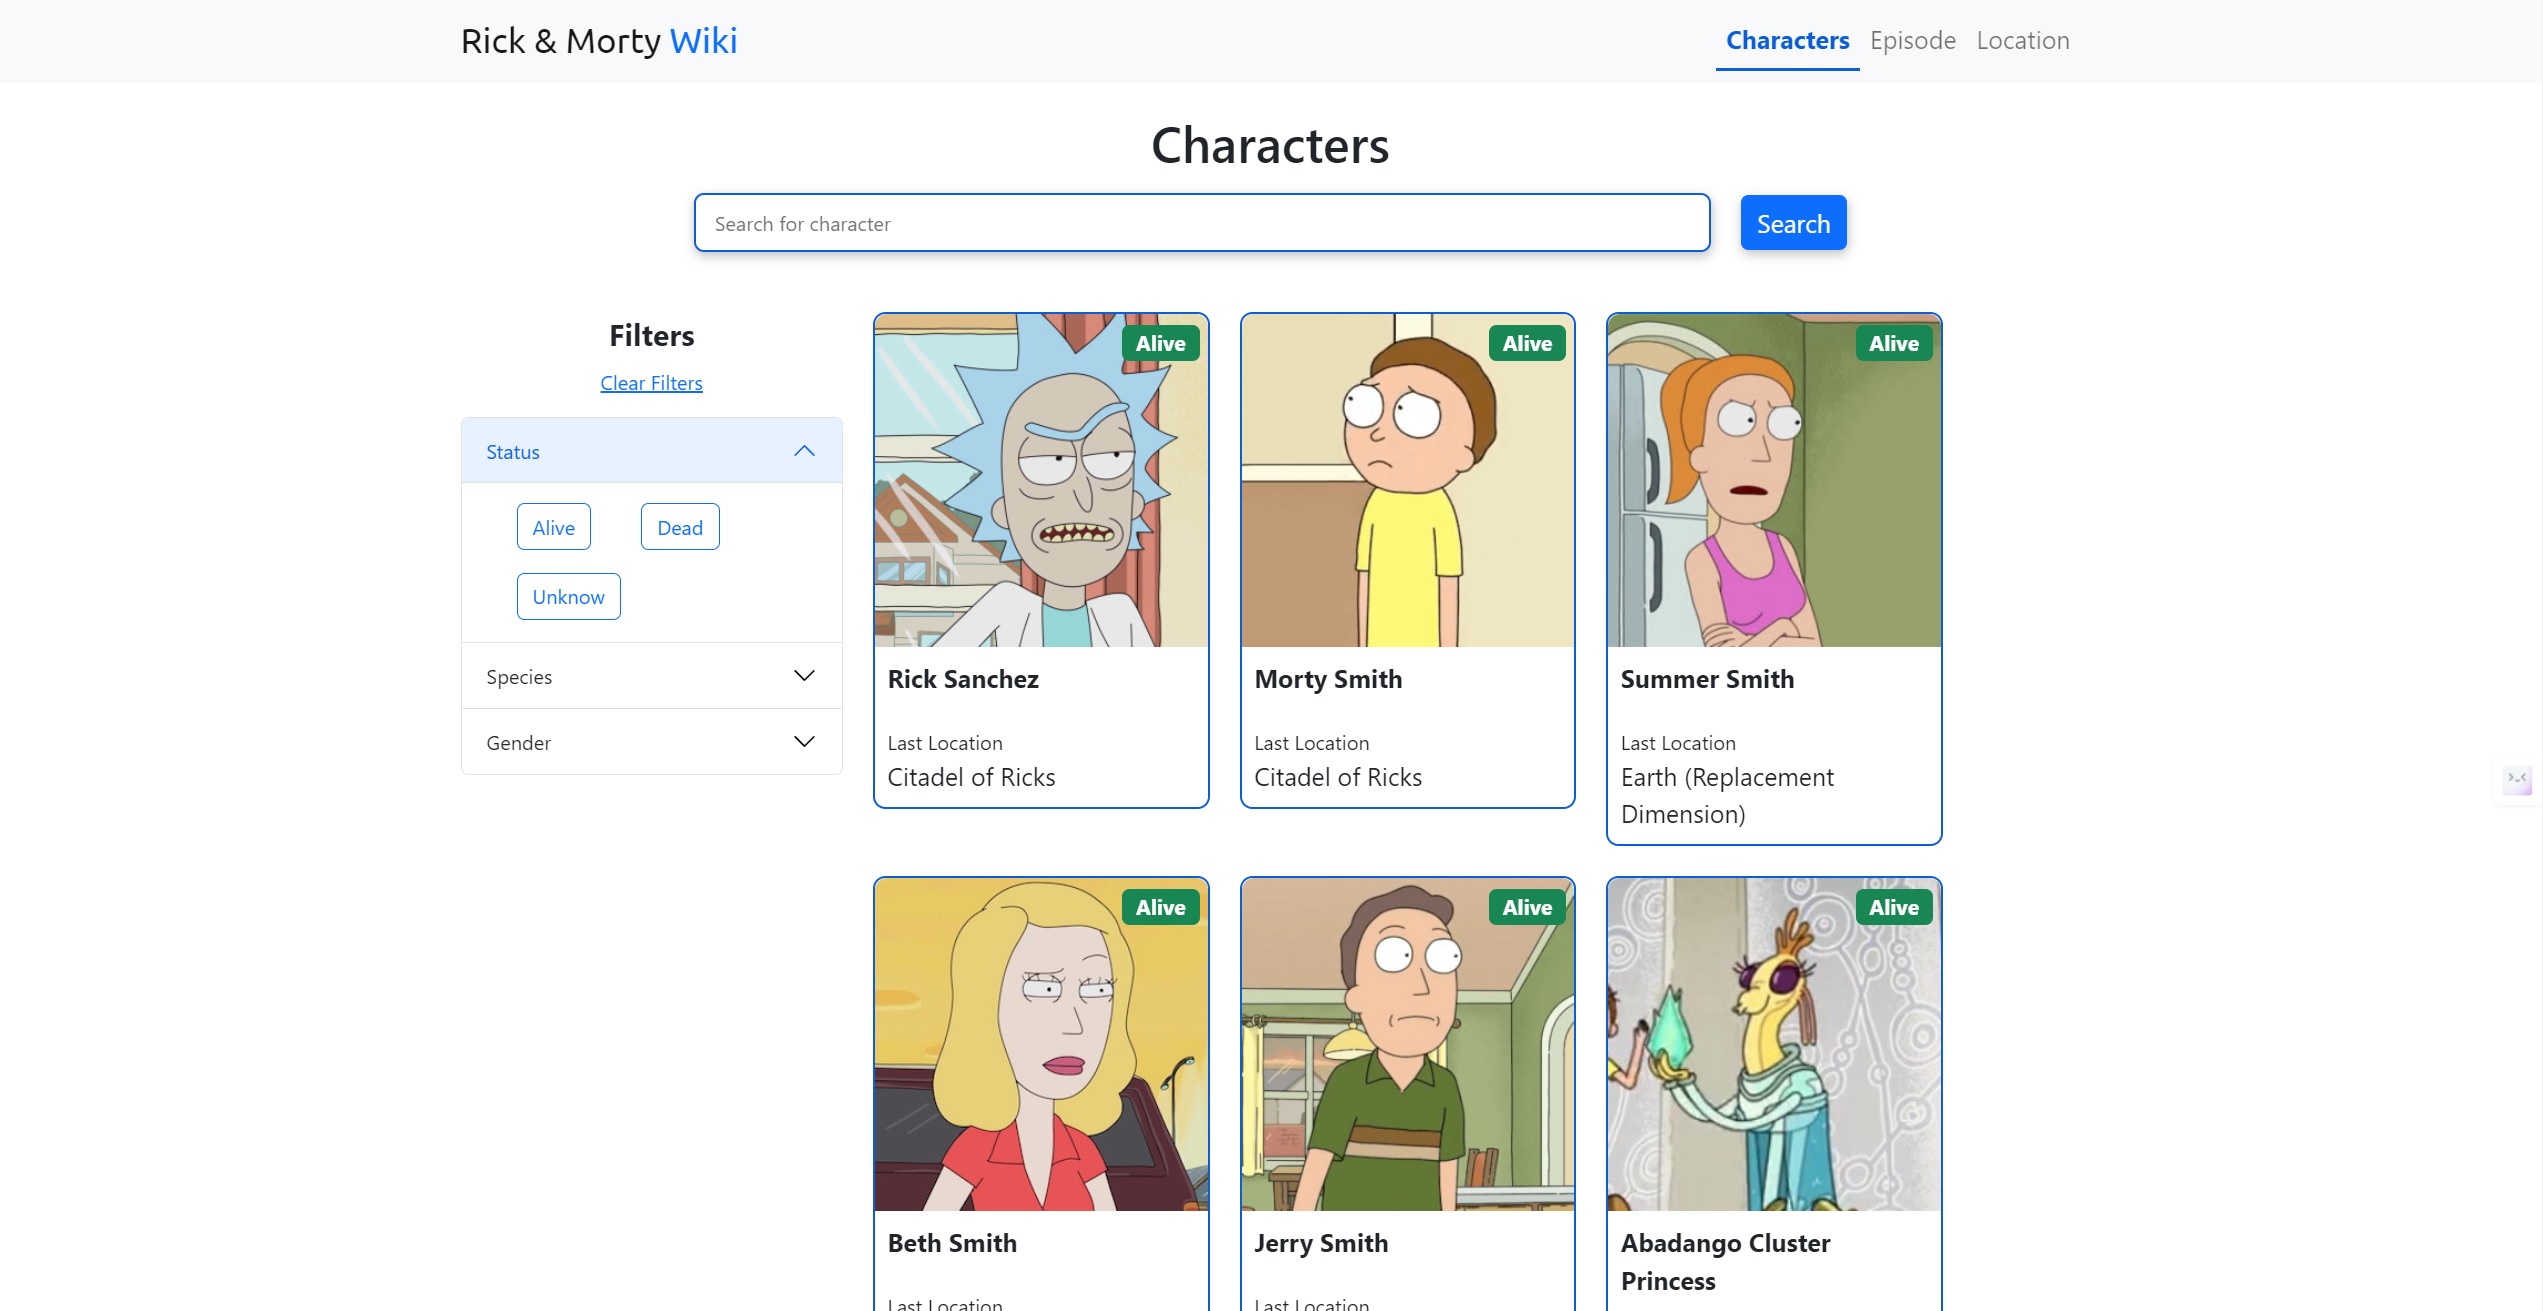 Rick & Morty Wiki
Characters Episode Location
Characters
Search for character
Search
Filters
Clear Filters
Status
Alive
Dead
Unknow
Species
Gender
Alive
Rick Sanchez
Last Location
Citadel of Ricks
Alive
Morty Smith
Last Location
Citadel of Ricks
Alive
Summer Smith
Last Location
Earth (Replacement
Dimension)
Alive
Beth Smith
Last Location
Alive
Jerry Smith
Last Location
Alive
Abadango Cluster
Princess